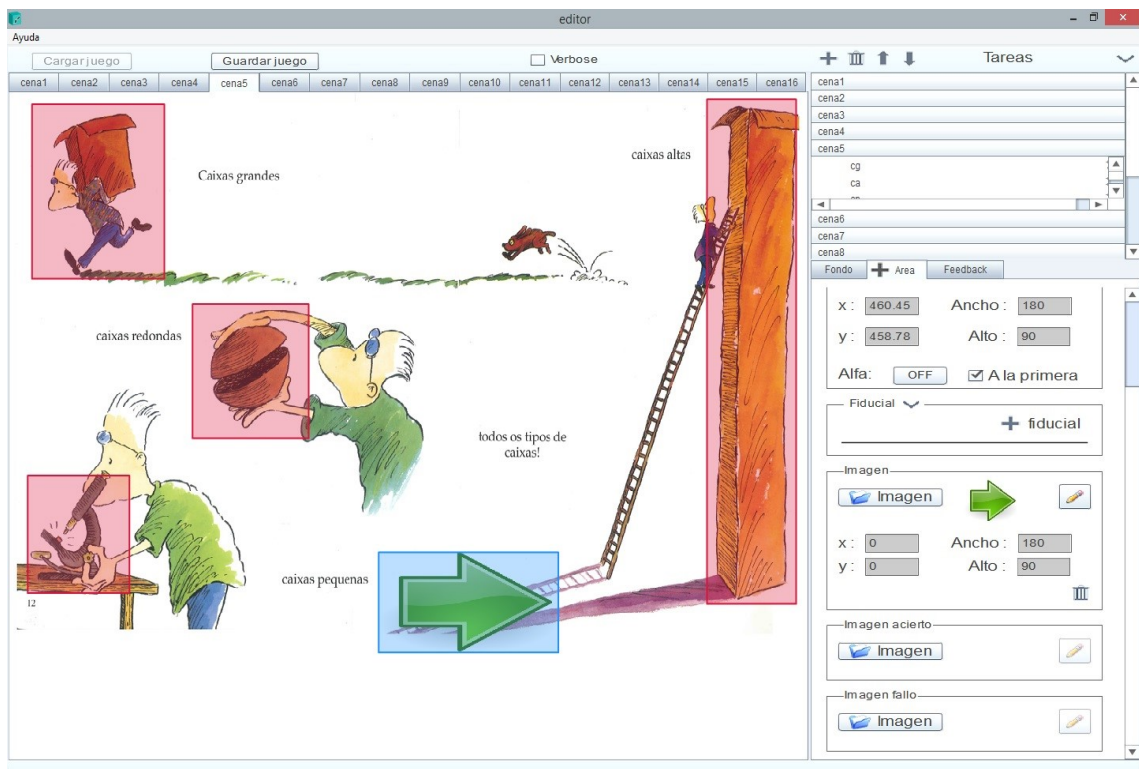 editor
Ayuda
Cargar juego
Guardar juego
Verbose
cena1 cena2 cena3 cena4 cena5 cena6 cena7 cena8 cena9 cena10 cena11 cena12 cena13 cena14 cena15 cena16
Caixas grandes
caixas altas
caixas redondas
todos os tipos de
caixas!
caixas pequenas
12
Tareas
cena1
cena2
cena3
cena4
cena5
cg
ca
cena6
cena7
cena8
Fondo Area Feedback
x : 460.45 Ancho : 180
y : 458.78 Alto : 90
Alfa: OFF A la primera
Fiducial
fiducial
Imagen
Imagen
x : 0 Ancho : 180
y : 0 Alto : 90
Imagen acierto
Imagen
Imagen fallo
Imagen